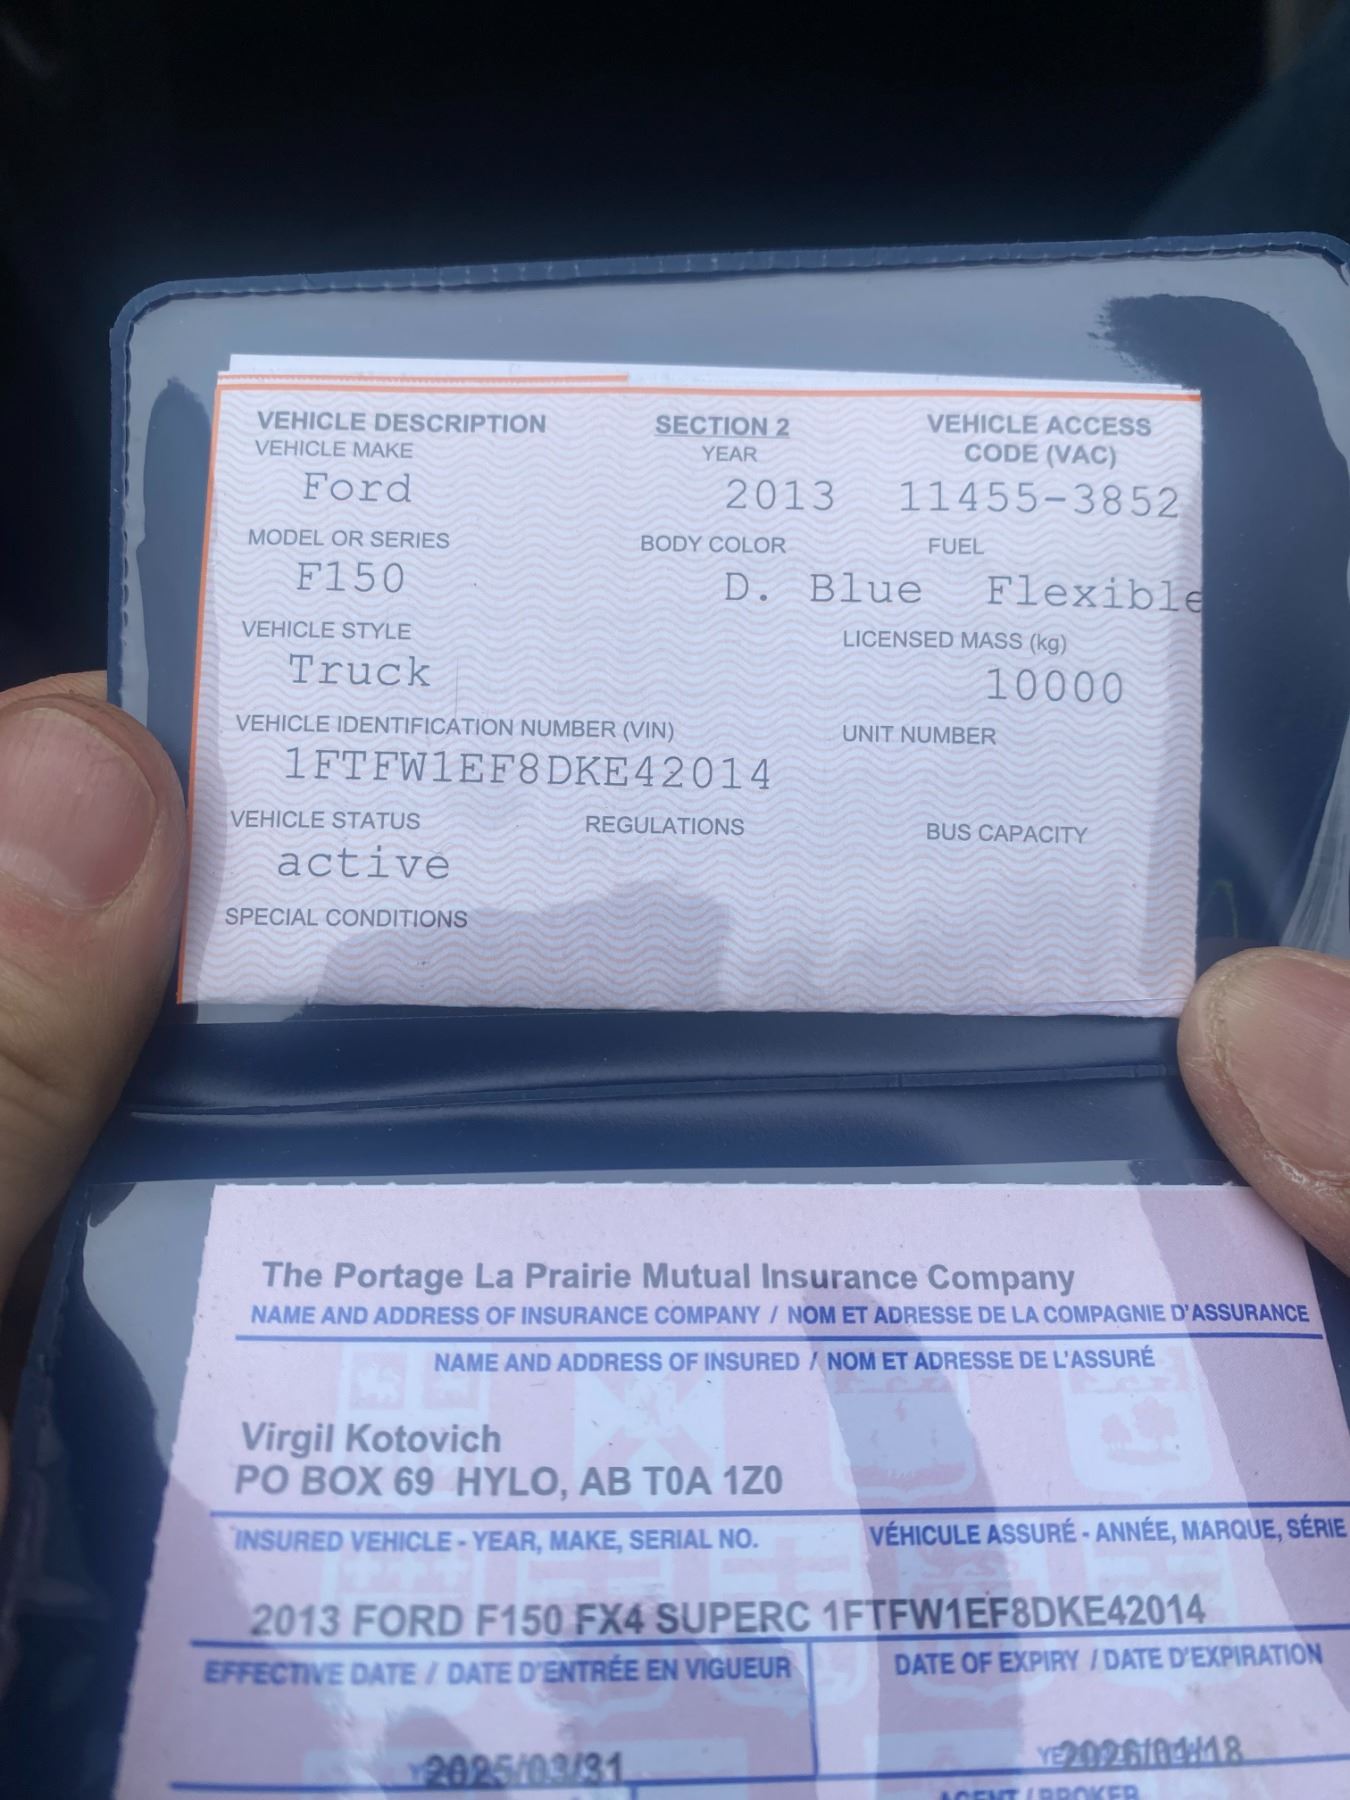 VEHICLE DESCRIPTION SECTION 2 VEHICLE ACCESS
VEHICLE MAKE YEAR CODE (VAC)
Ford 2013 11455-3852
MODEL OR SERIES BODY COLOR FUEL
F150 D. Blue Flexible
VEHICLE STYLE LICENSED MASS (kg)
Truck 10000
VEHICLE IDENTIFICATION NUMBER (VIN) UNIT NUMBER
1FTFW1EF8DKE42014
VEHICLE STATUS REGULATIONS BUS CAPACITY
active
SPECIAL CONDITIONS
The Portage La Prairie Mutual Insurance Company
NAME AND ADDRESS OF INSURANCE COMPANY / NOM ET ADRESSE DE LA COMPAGNIE D'ASSURANCE
NAME AND ADDRESS OF INSURED / NOM ET ADRESSE DE L'ASSURÉ
Virgil Kotovich
PO BOX 69 HYLO, AB T0A 1Z0
INSURED VEHICLE - YEAR, MAKE, SERIAL NO. VÉHICULE ASSURÉ - ANNÉE, MARQUE, SÉRIE
2013 FORD F150 FX4 SUPERC 1FTFW1EF8DKE42014
EFFECTIVE DATE / DATE D'ENTRÉE EN VIGUEUR DATE OF EXPIRY / DATE D'EXPIRATION
2025/03/31 2026/01/18
AGENT / BROKER